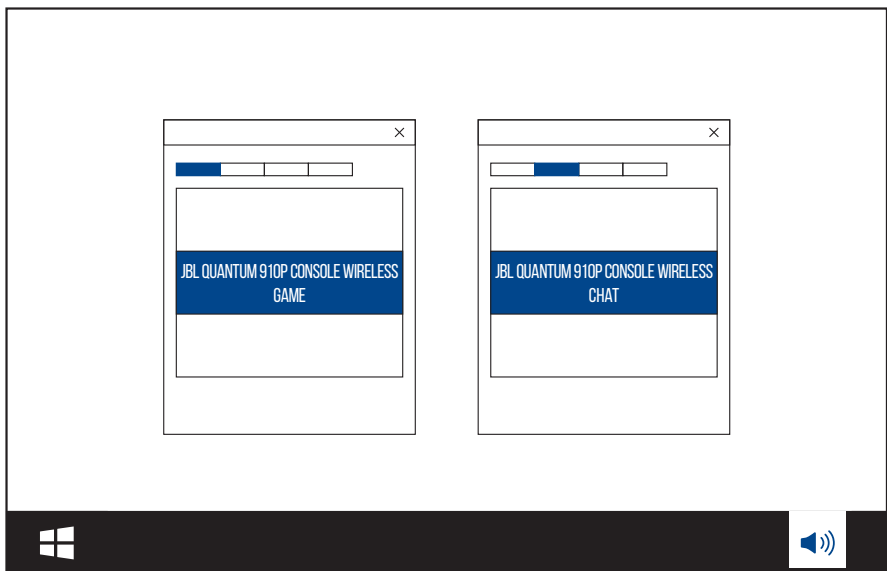 JBL QUANTUM 910P CONSOLE WIRELESS
GAME
JBL QUANTUM 910P CONSOLE WIRELESS
CHAT